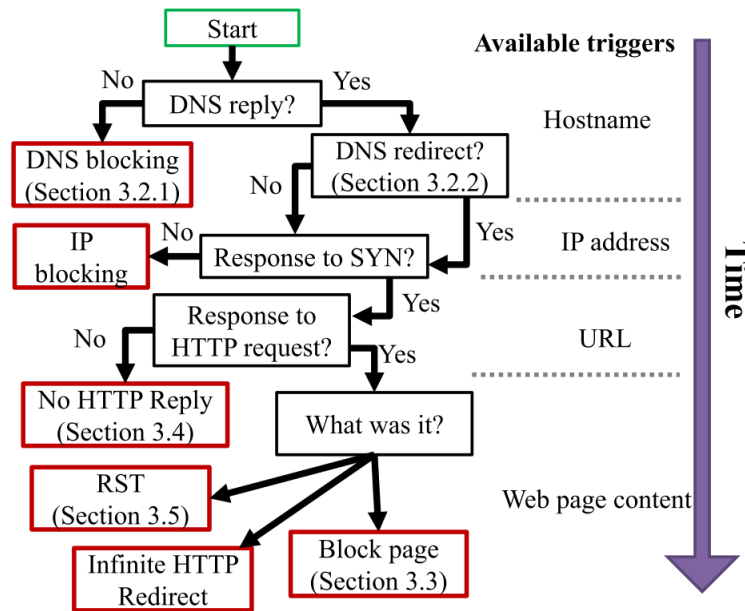 Start
Available triggers
No
Yes
DNS reply?
Hostname
DNS blocking
(Section 3.2.1)
DNS redirect?
(Section 3.2.2)
No
Yes
IP
blocking
No
Response to SYN?
IP address
Time
Yes
Response to
HTTP request?
No
Yes
URL
No HTTP Reply
(Section 3.4)
What was it?
RST
(Section 3.5)
Web page content
Infinite HTTP
Redirect
Block page
(Section 3.3)